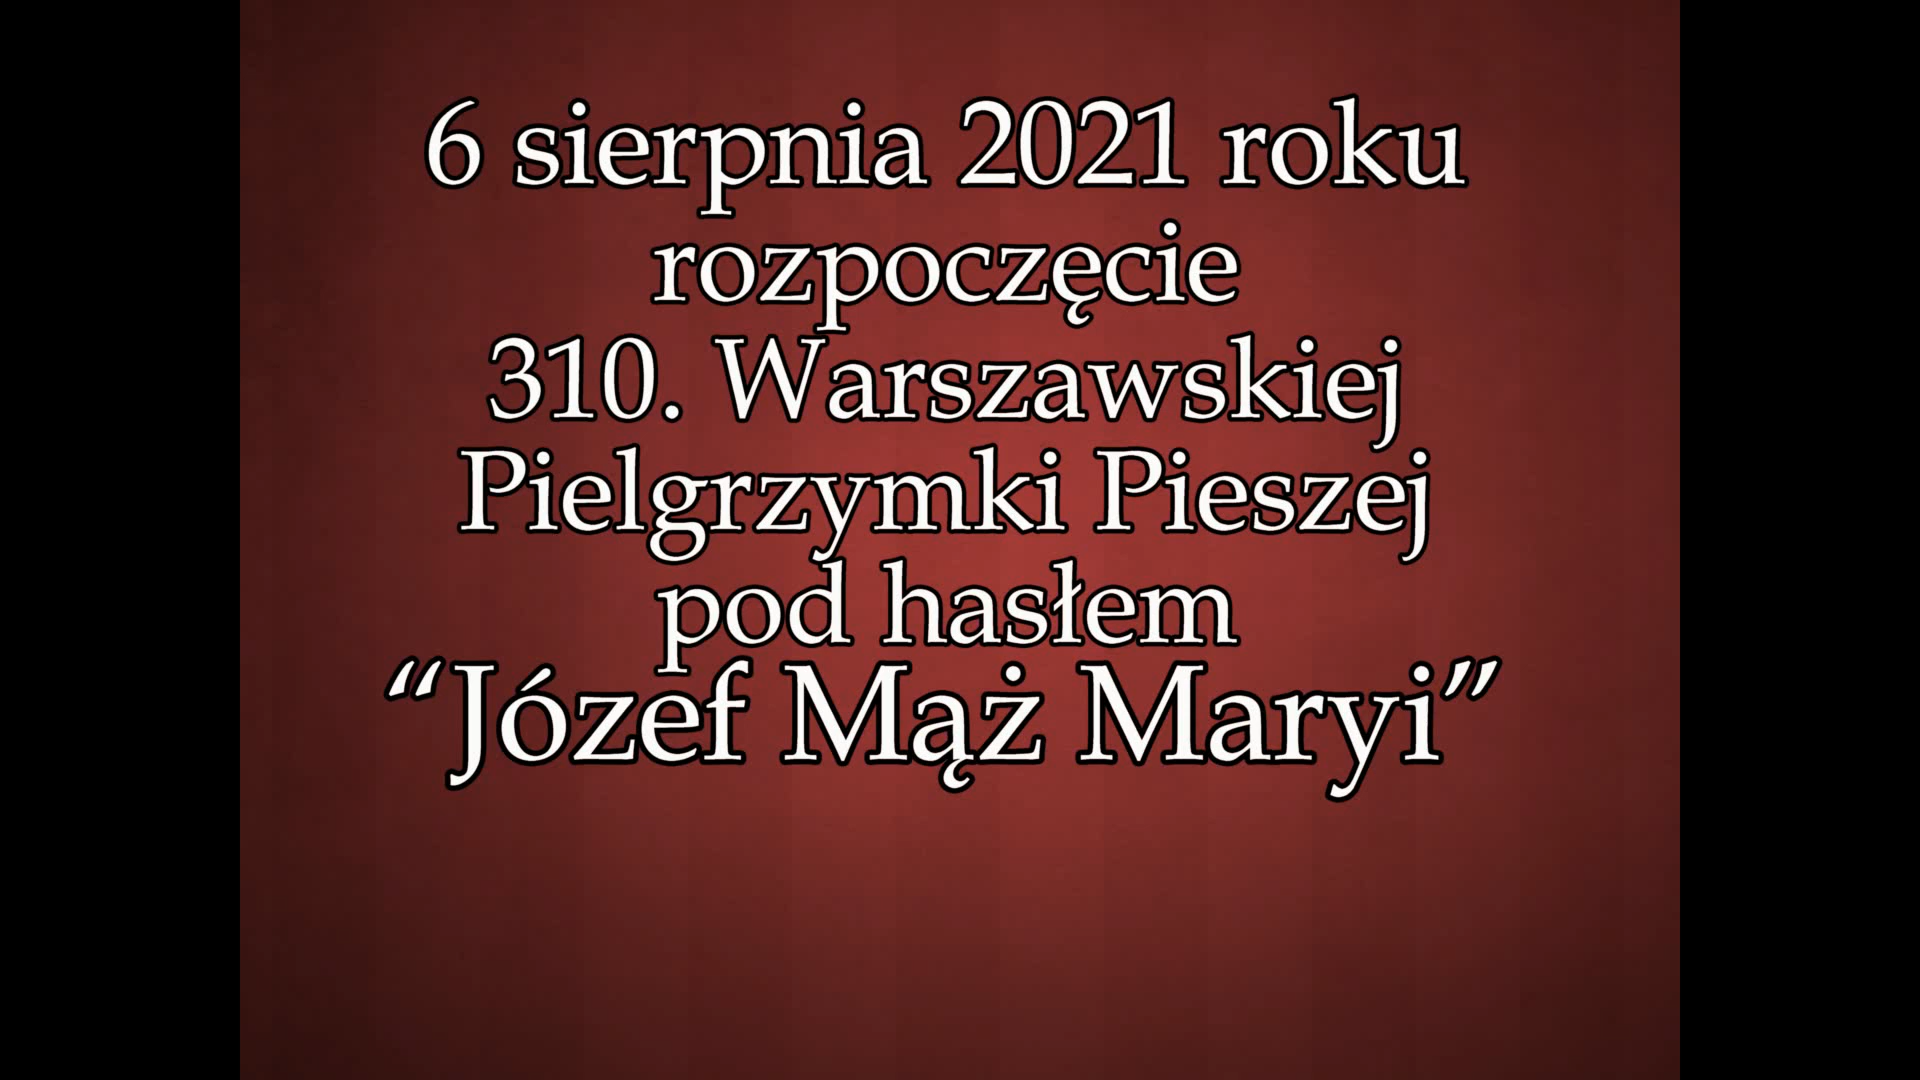 6 sierpnia 2021 roku
rozpoczęcie
310. Warszawskiej
Pielgrzymki Pieszej
pod hasłem
“Józef Mąż Maryi”